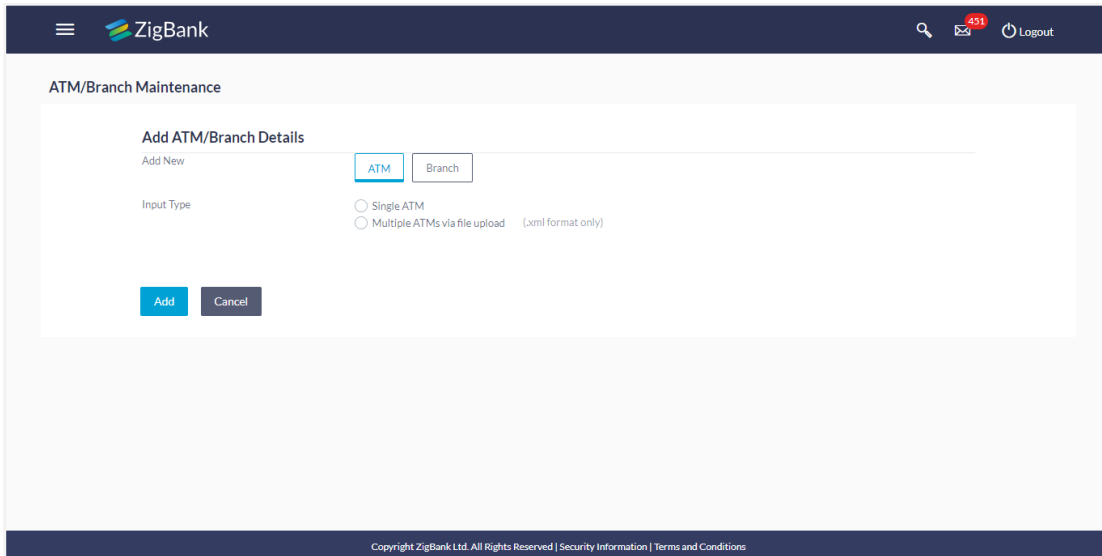 ZigBank
451
Logout
ATM/Branch Maintenance
Add ATM/Branch Details
Add New
ATM
Branch
Input Type
Single ATM
Multiple ATMs via file upload (.xml format only)
Add
Cancel
Copyright ZigBank Ltd. All Rights Reserved | Security Information | Terms and Conditions